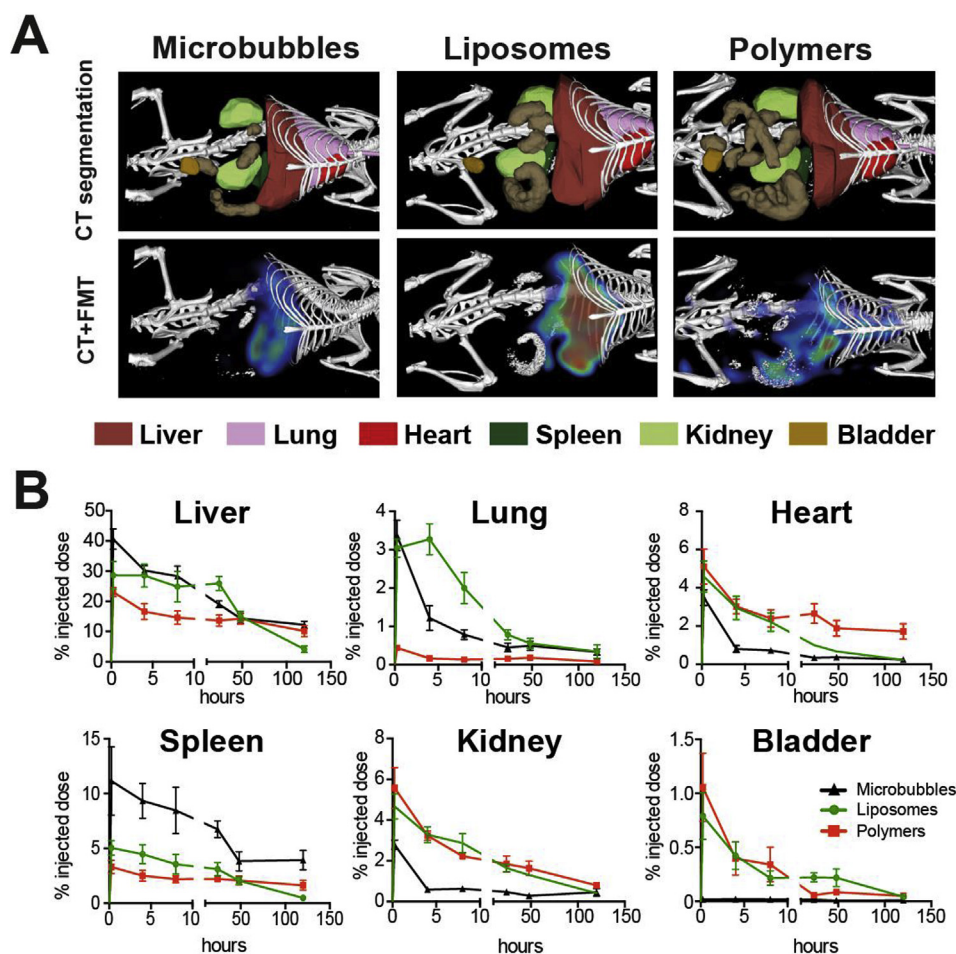 A
Microbubbles Liposomes Polymers
CT segmentation
CT+FMT
Liver Lung Heart Spleen Kidney Bladder
B
Liver
% injected dose
50
40
30
20
10
0
0 5 10 0 50 100 150
hours
Lung
% injected dose
4
3
2
1
0
0 5 10 0 50 100 150
hours
Heart
% injected dose
8
6
4
2
0
0 5 10 0 50 100 150
hours
Spleen
% injected dose
15
10
5
0
0 5 10 0 50 100 150
hours
Kidney
% injected dose
8
6
4
2
0
0 5 10 0 50 100 150
hours
Bladder
% injected dose
1.5
1.0
0.5
0
0 5 10 0 50 100 150
hours
Microbubbles
Liposomes
Polymers